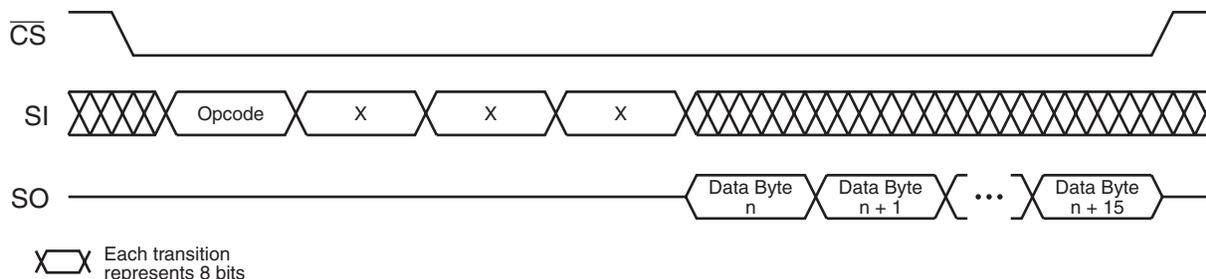 CS
SI
Opcode
X
X
X
SO
Data Byte
n
Data Byte
n + 1
•••
Data Byte
n + 15
Each transition
represents 8 bits